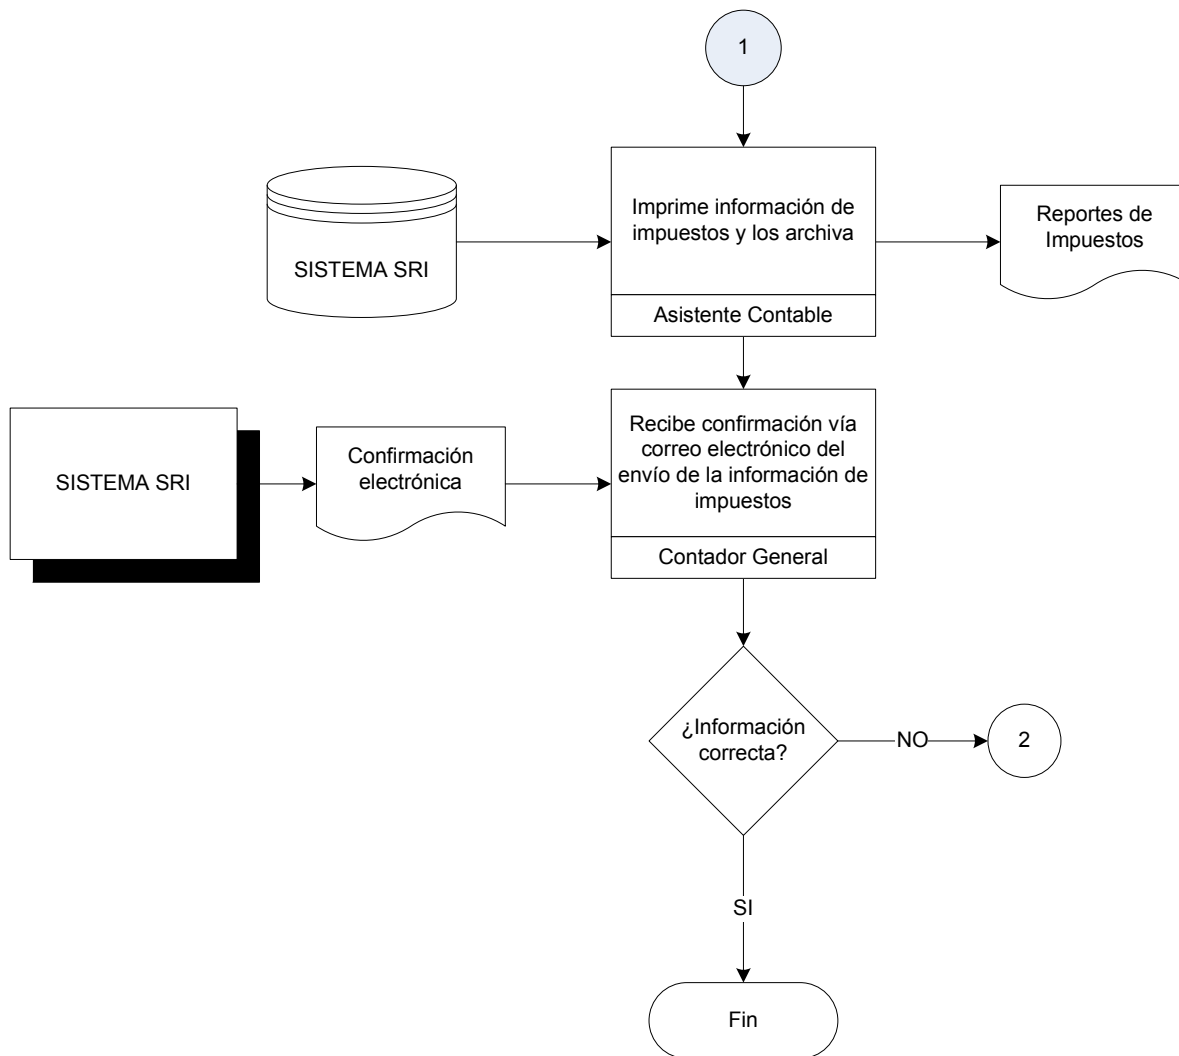 1
Imprime información de
impuestos y los archiva
Asistente Contable
SISTEMA SRI
Reportes de
Impuestos
SISTEMA SRI
Confirmación
electrónica
Recibe confirmación vía
correo electrónico del
envío de la información de
impuestos
Contador General
¿Información
correcta?
NO
2
SI
Fin